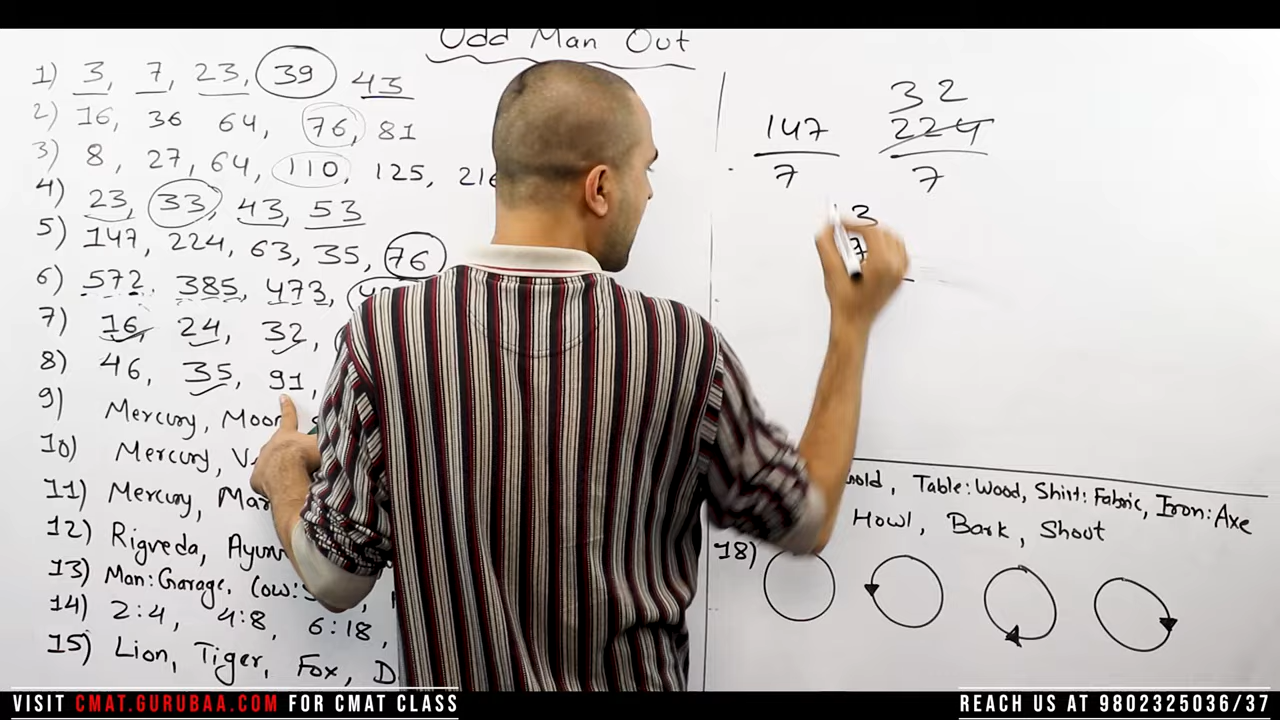 Odd Man Out
1) 3, 7, 23, 39 43
2) 16, 36 64, 76, 81
3) 8, 27, 64, 110, 125, 216
4) 23, 33, 43, 53
5) 147, 224, 63, 35, 76
6) 572, 385, 473,
7) 16, 24, 32,
8) 46, 35, 91,
9) Mercury, Moon
10) Mercury,
11) Mercury,
12) Rigveda,
13) Man:Garage,
14) 2:4, 4:8, 6:18,
15) Lion, Tiger, Fox,
32
147 224
7 7
3
7
Table:Wood, Shirt:Fabric, Iron:Axe
Howl, Bark, Shoot
18)
VISIT CMAT.GURUBAA.COM FOR CMAT CLASS
REACH US AT 9802325036/37